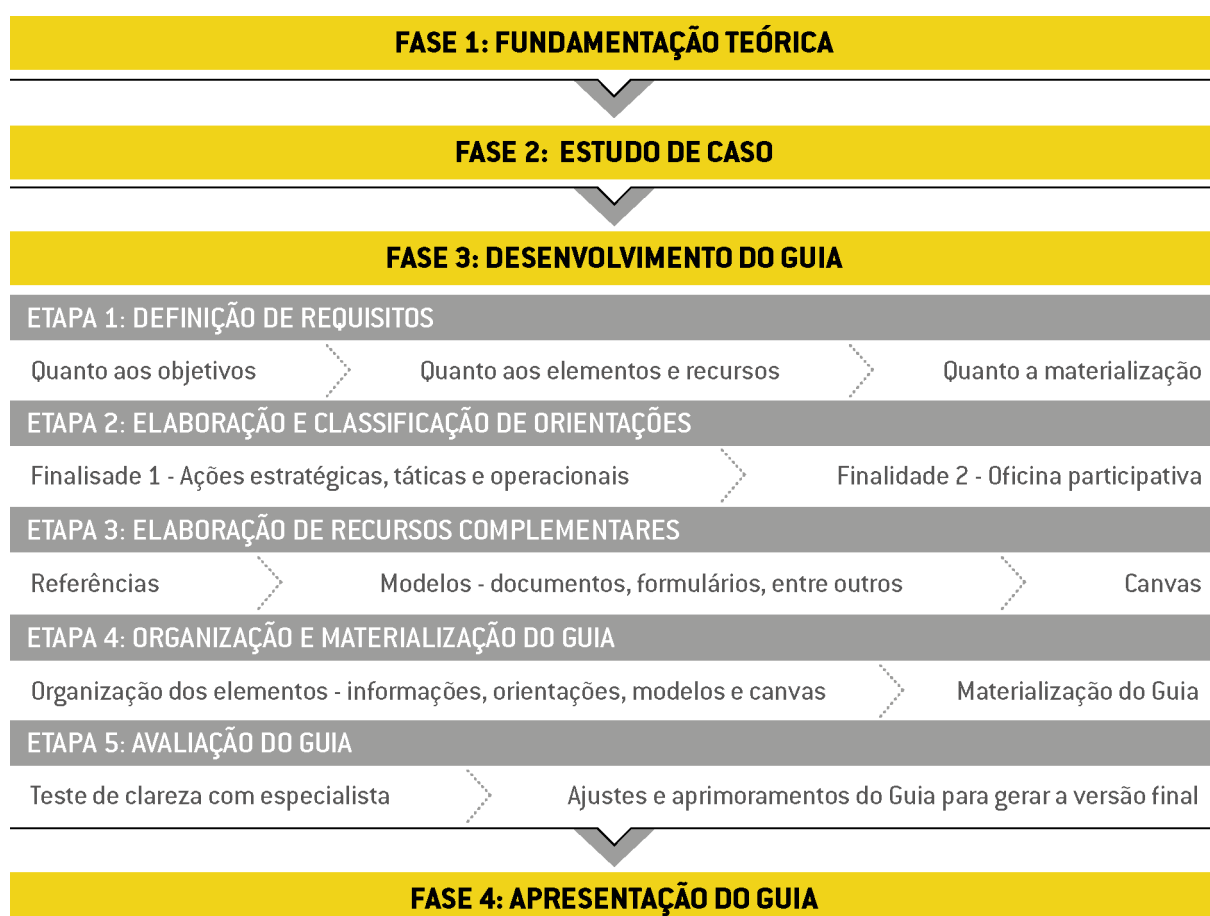 FASE 1: FUNDAMENTAÇÃO TEÓRICA
FASE 2: ESTUDO DE CASO
FASE 3: DESENVOLVIMENTO DO GUIA
ETAPA 1: DEFINIÇÃO DE REQUISITOS
Quanto aos objetivos Quanto aos elementos e recursos Quanto a materialização
ETAPA 2: ELABORAÇÃO E CLASSIFICAÇÃO DE ORIENTAÇÕES
Finalisade 1 - Ações estratégicas, táticas e operacionais Finalidade 2 - Oficina participativa
ETAPA 3: ELABORAÇÃO DE RECURSOS COMPLEMENTARES
Referências Modelos - documentos, formulários, entre outros Canvas
ETAPA 4: ORGANIZAÇÃO E MATERIALIZAÇÃO DO GUIA
Organização dos elementos - informações, orientações, modelos e canvas Materialização do Guia
ETAPA 5: AVALIAÇÃO DO GUIA
Teste de clareza com especialista Ajustes e aprimoramentos do Guia para gerar a versão final
FASE 4: APRESENTAÇÃO DO GUIA